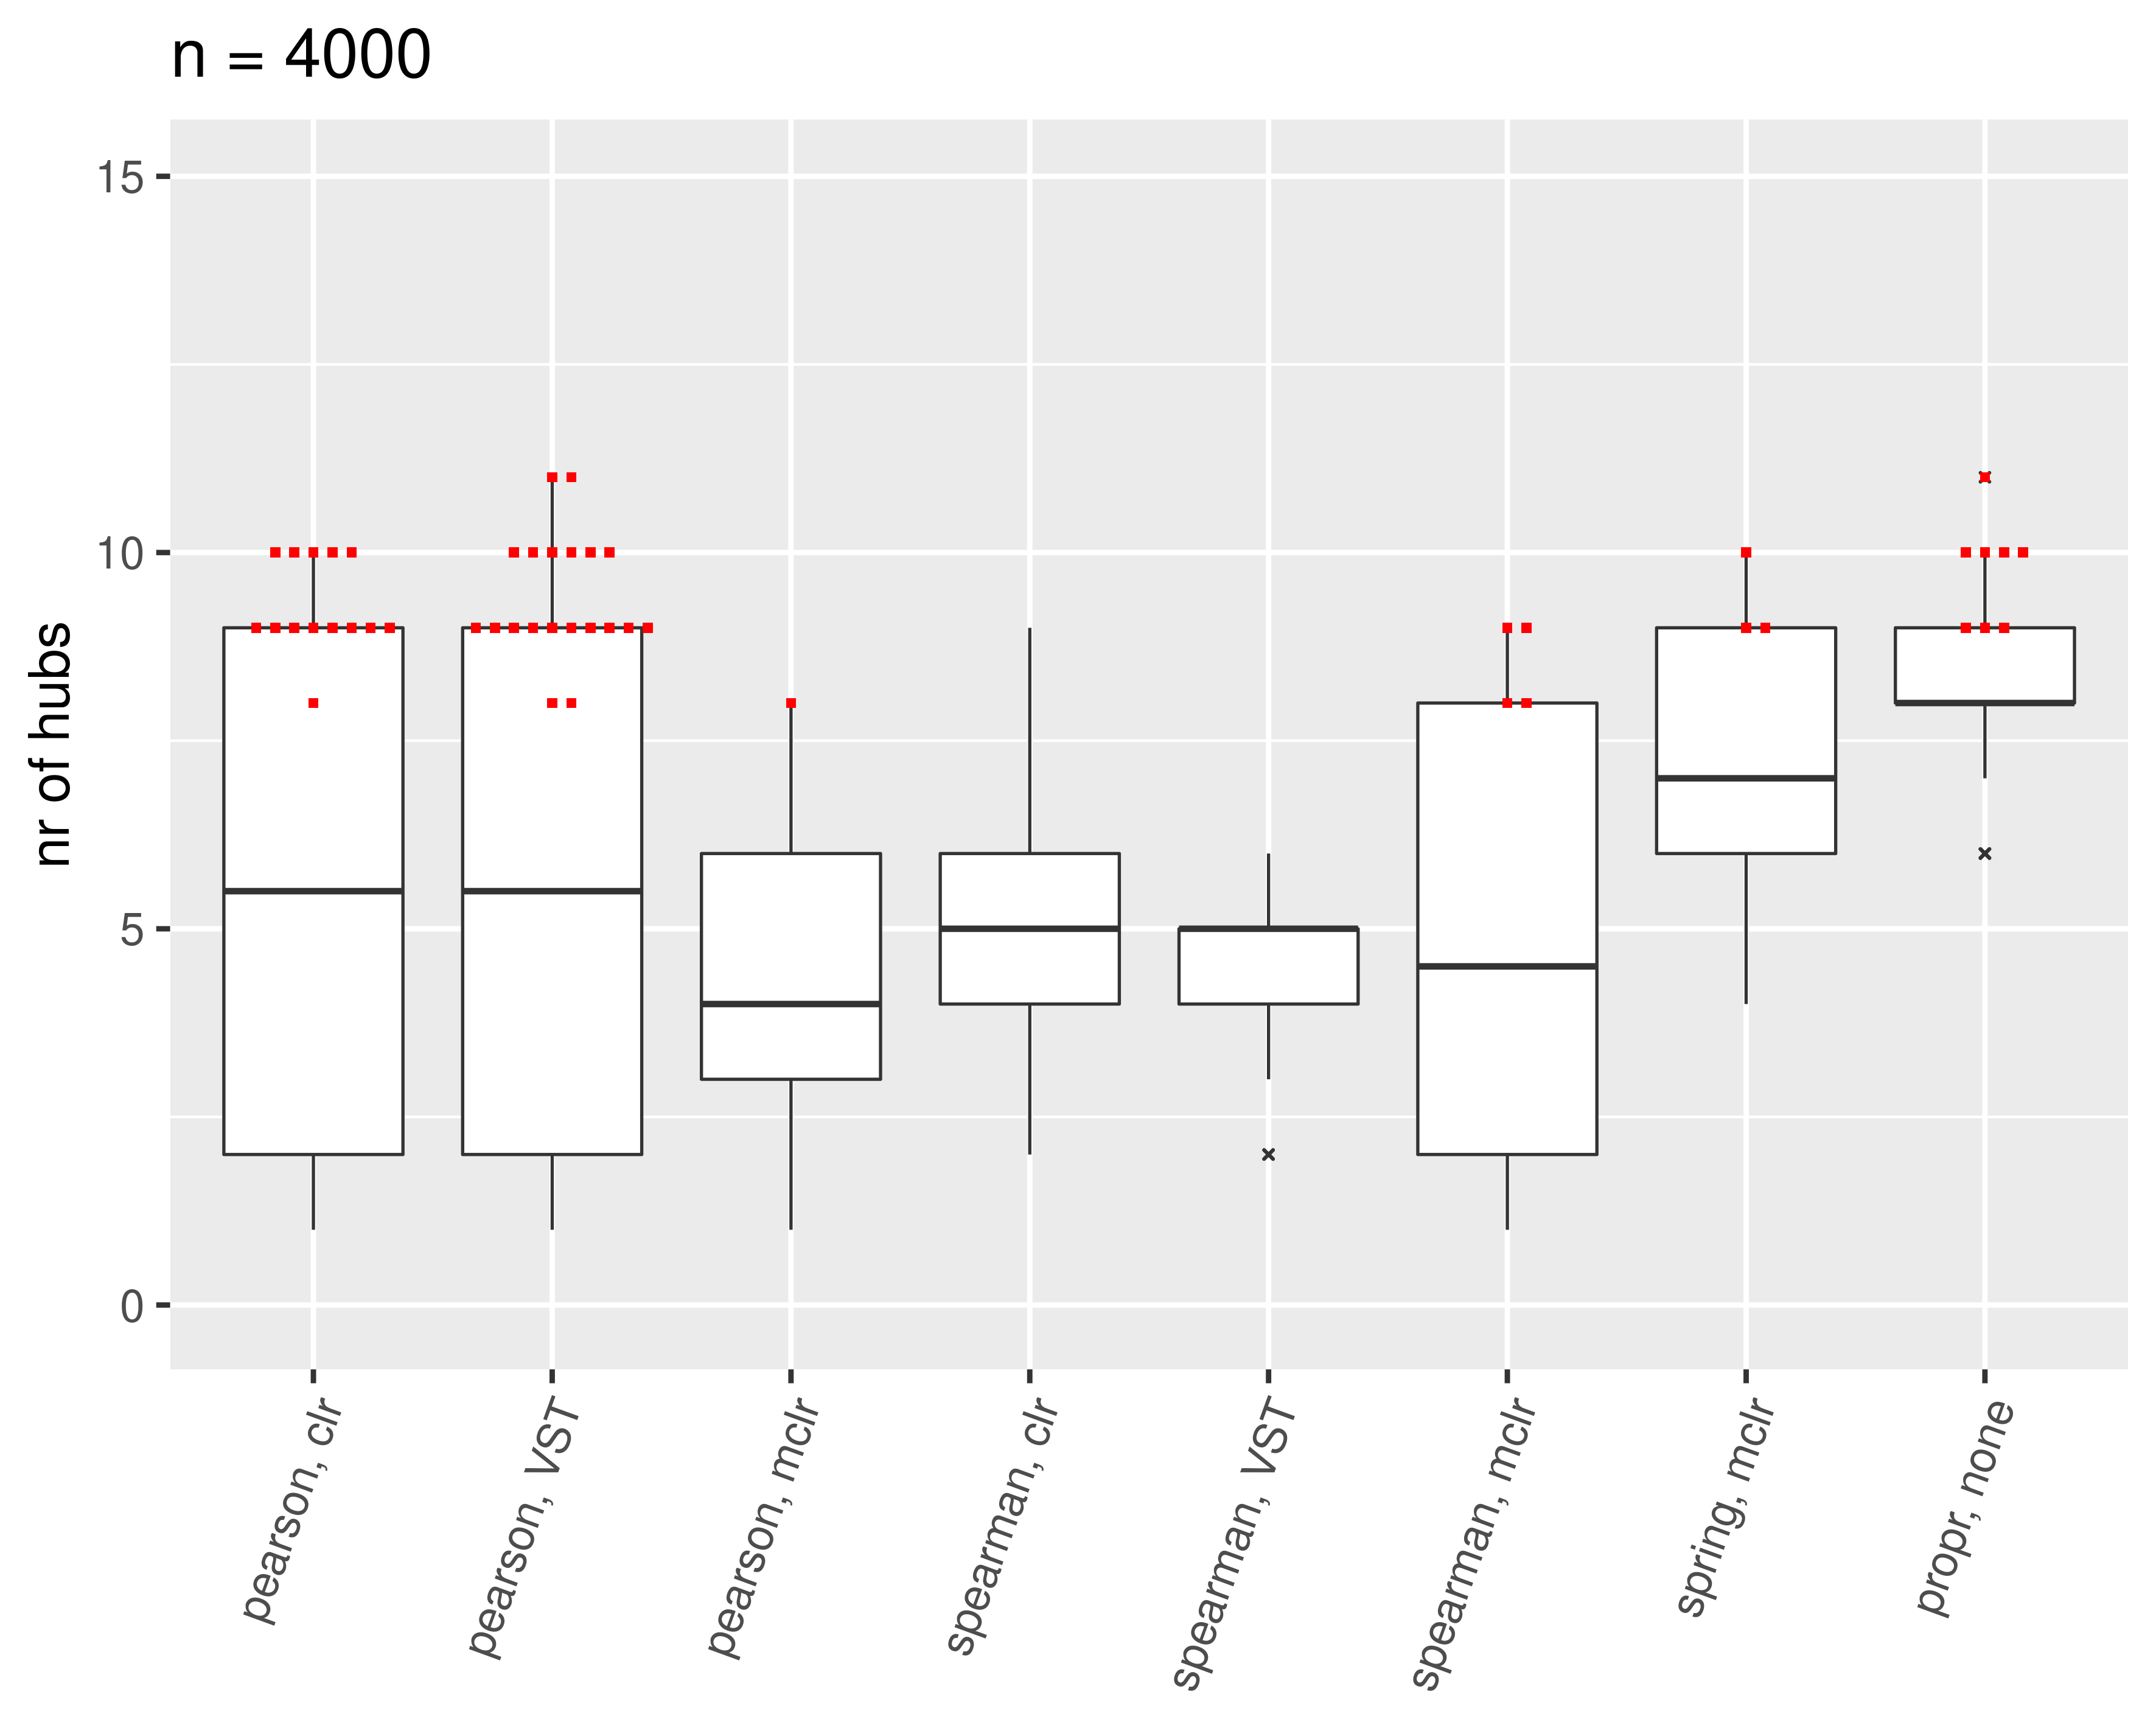 n = 4000
nr of hubs
15
10
5
0
pearson, clr
pearson, VST
pearson, mclr
spearman, clr
spearman, VST
spearman, mclr
spring, mclr
propr, none